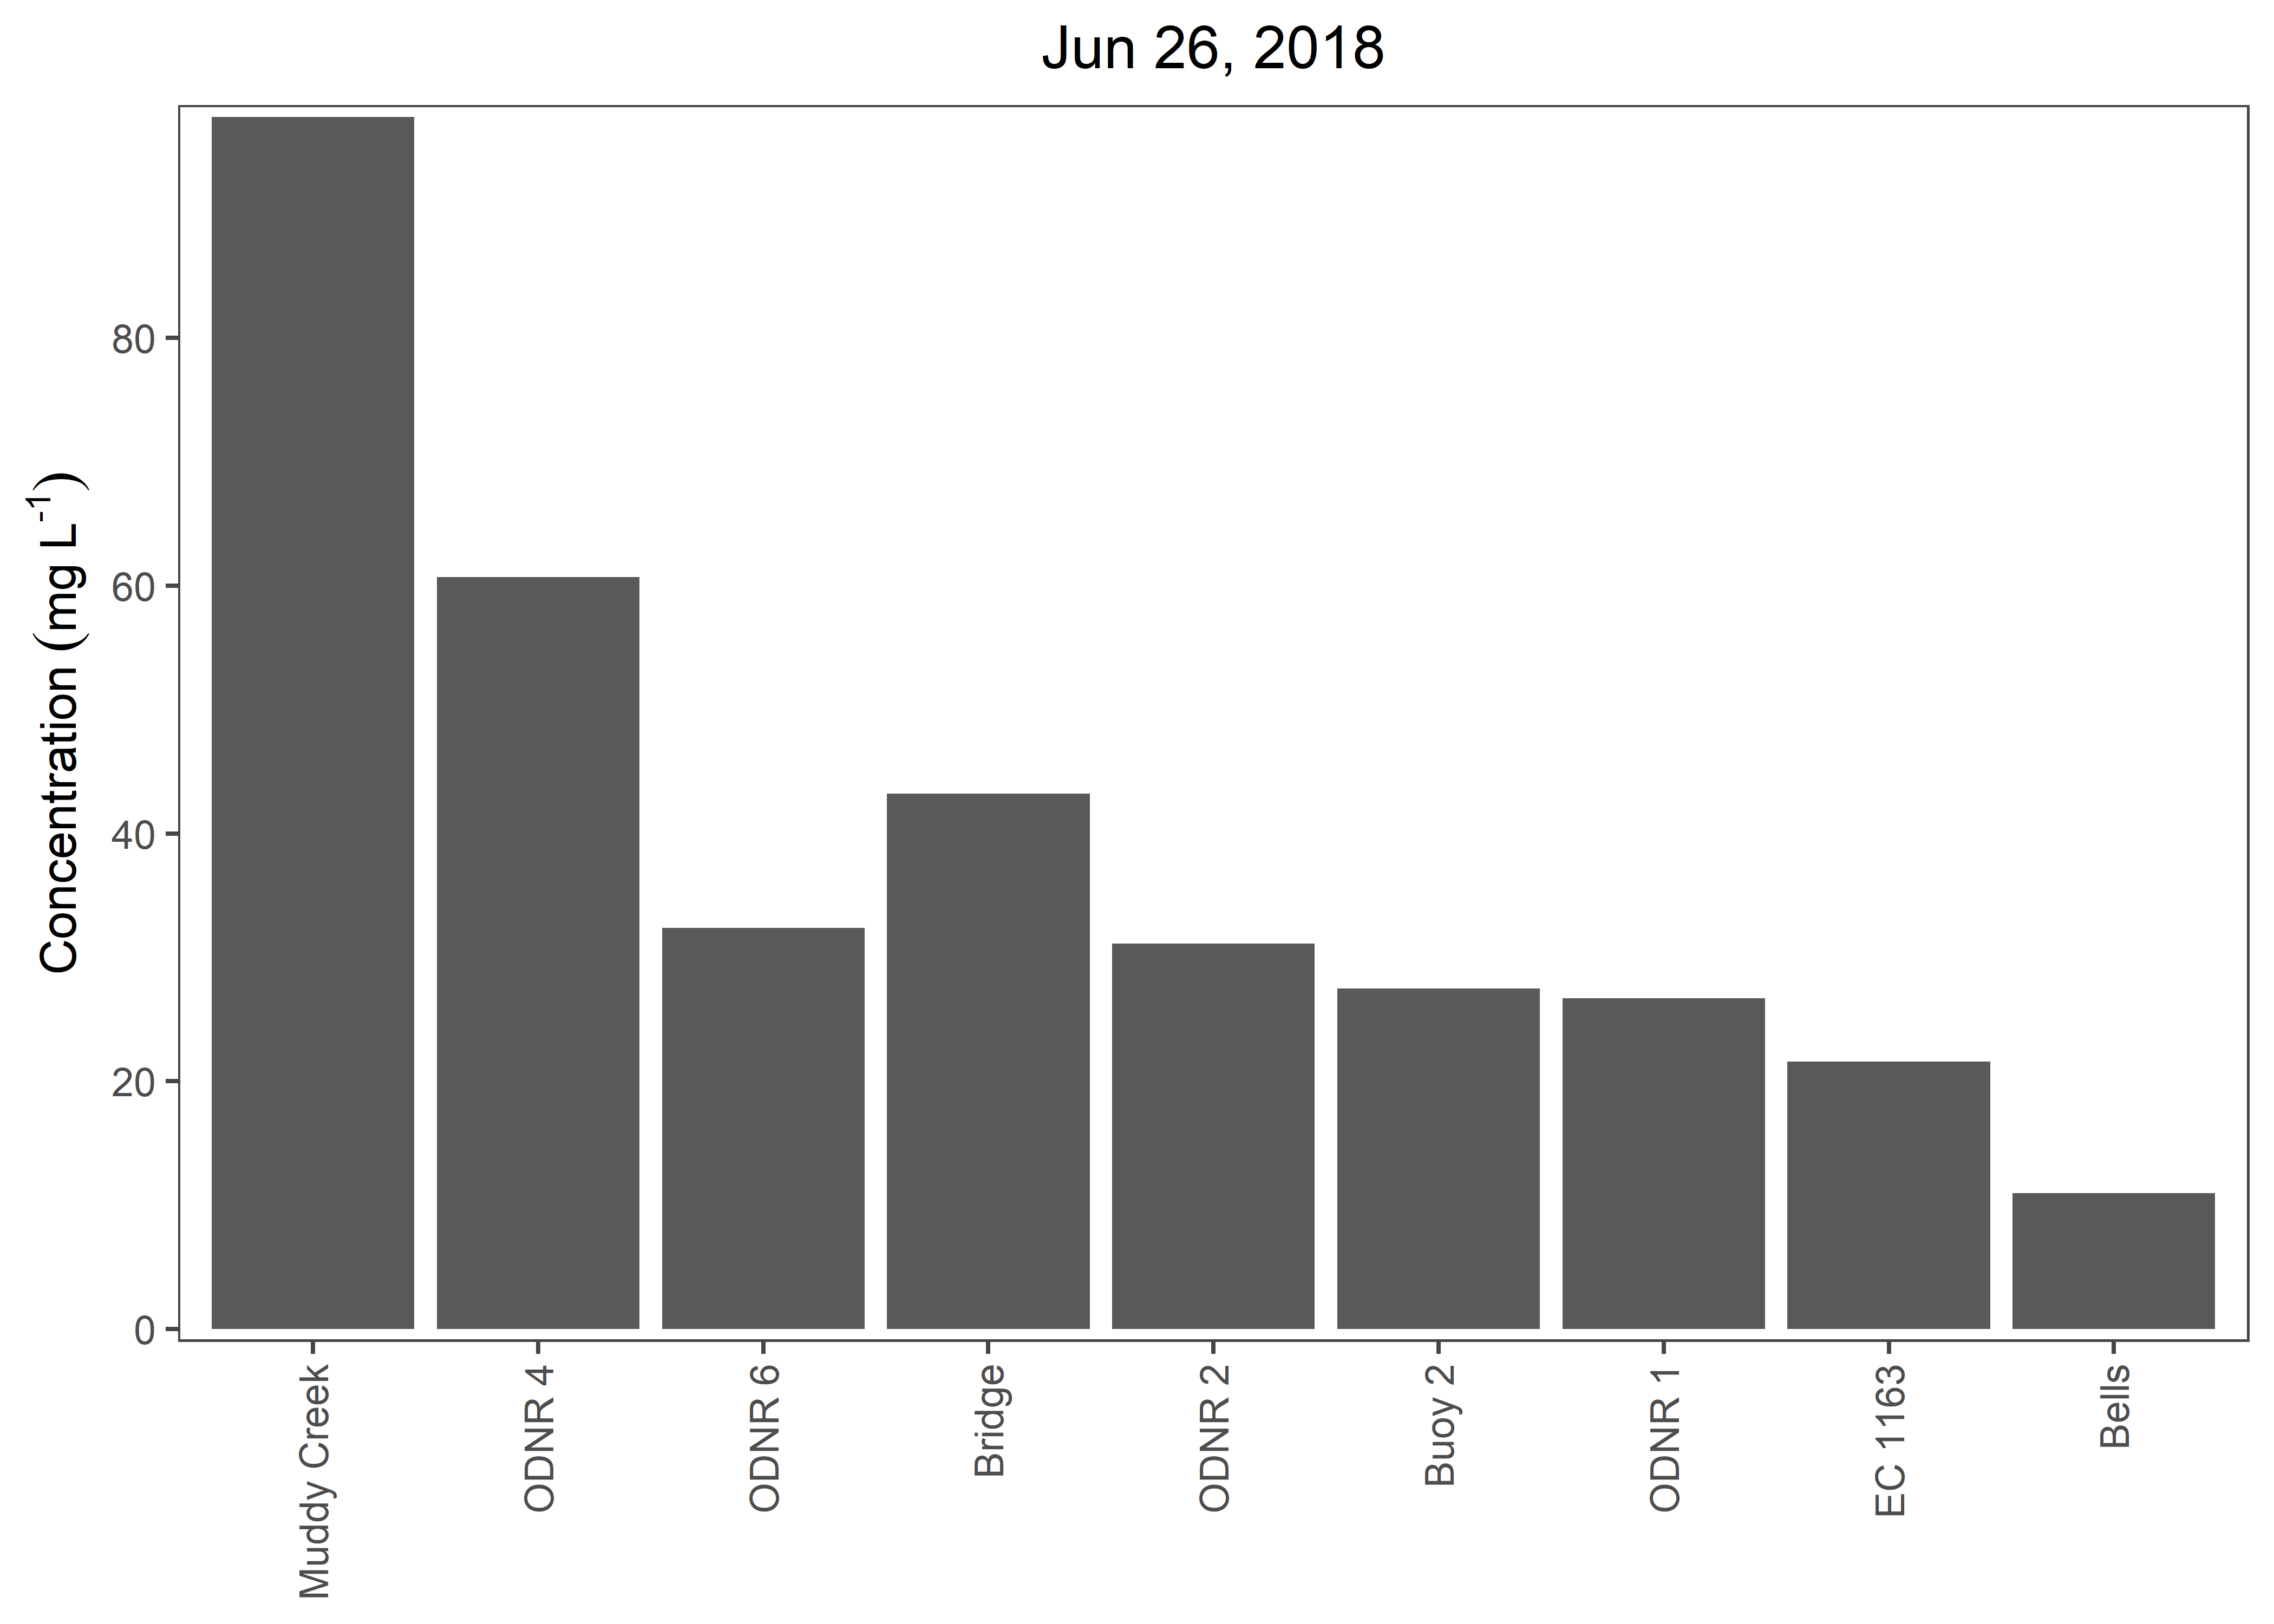 Jun 26, 2018
Concentration (mg L⁻¹)
80
60
40
20
0
Muddy Creek
ODNR 4
ODNR 6
Bridge
ODNR 2
Buoy 2
ODNR 1
EC 1163
Bells